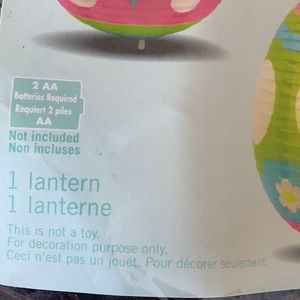 2 AA
Batteries Required
Requiert 2 piles
AA
Not included
Non incluses
1 lantern
1 lanterne
This is not a toy.
For decoration purpose only.
Ceci n'est pas un jouet. Pour décorer seulement.